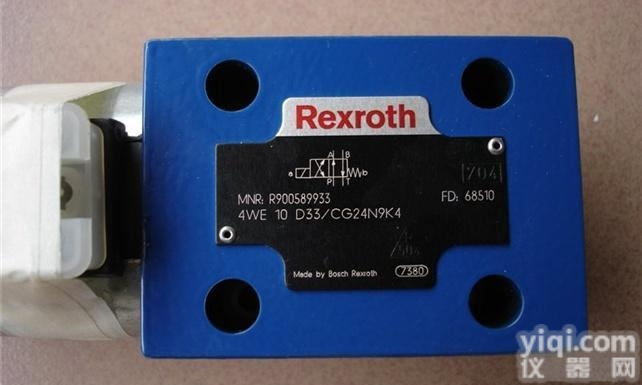 Rexroth
A B
a b
P T
704
MNR: R900589933
FD: 68510
4WE 10 D33/CG24N9K4
Made by Bosch Rexroth
7380
yiqi.com
仪器网